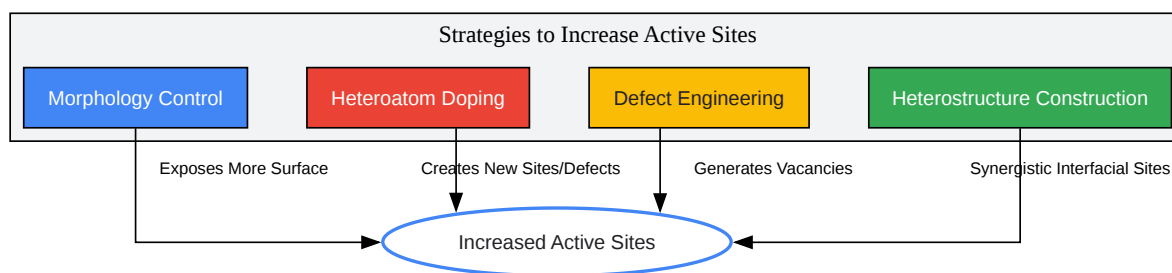 Strategies to Increase Active Sites
Morphology Control
Heteroatom Doping
Defect Engineering
Heterostructure Construction
Exposes More Surface
Creates New Sites/Defects
Generates Vacancies
Synergistic Interfacial Sites
Increased Active Sites